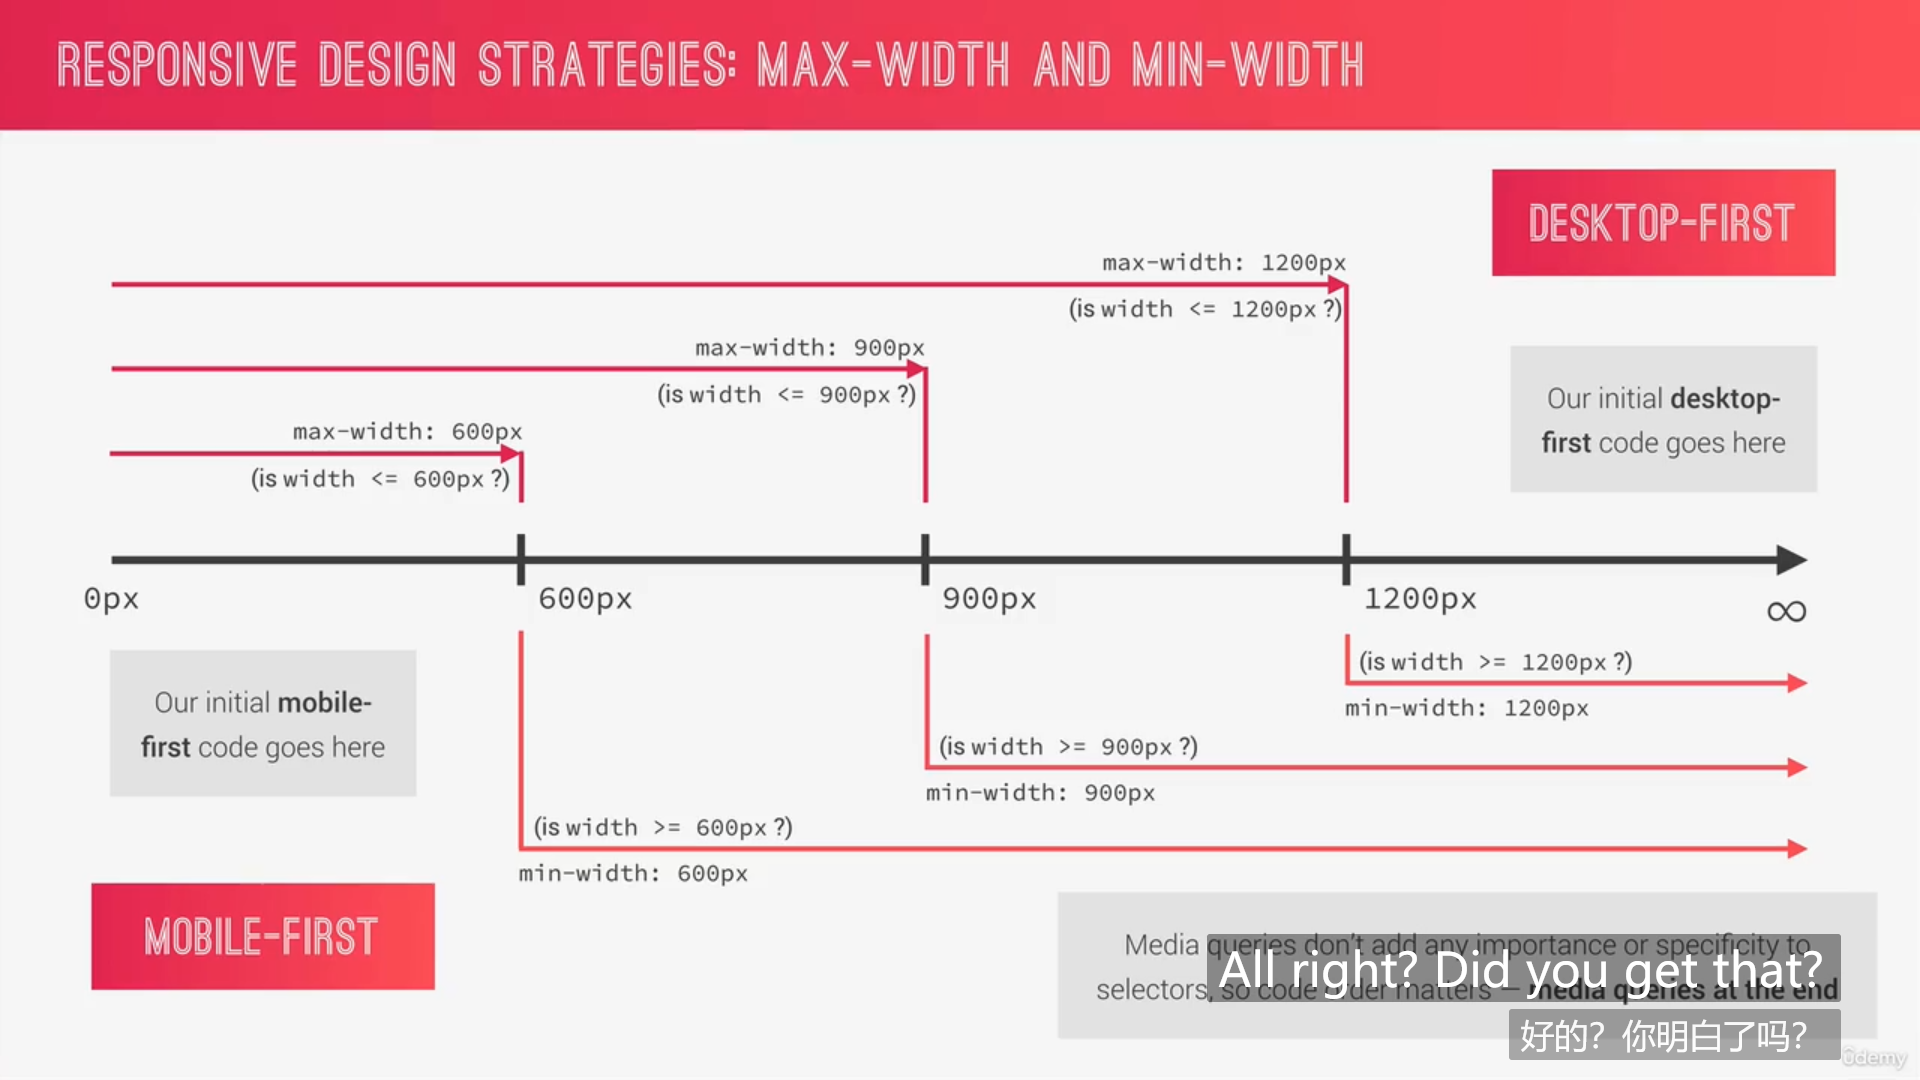 RESPONSIVE DESIGN STRATEGIES: MAX-WIDTH AND MIN-WIDTH
DESKTOP-FIRST
max-width: 1200px
(is width <= 1200px ?)
max-width: 900px
(is width <= 900px ?)
max-width: 600px
(is width <= 600px ?)
Our initial desktop-
first code goes here
0px
600px
900px
1200px
∞
Our initial mobile-
first code goes here
(is width >= 1200px ?)
min-width: 1200px
(is width >= 900px ?)
min-width: 900px
(is width >= 600px ?)
min-width: 600px
MOBILE-FIRST
Media queries don't add any importance or specificity to
selectors, so code order matters — media queries at the end
All right? Did you get that?
好的？你明白了吗？
ûdemy